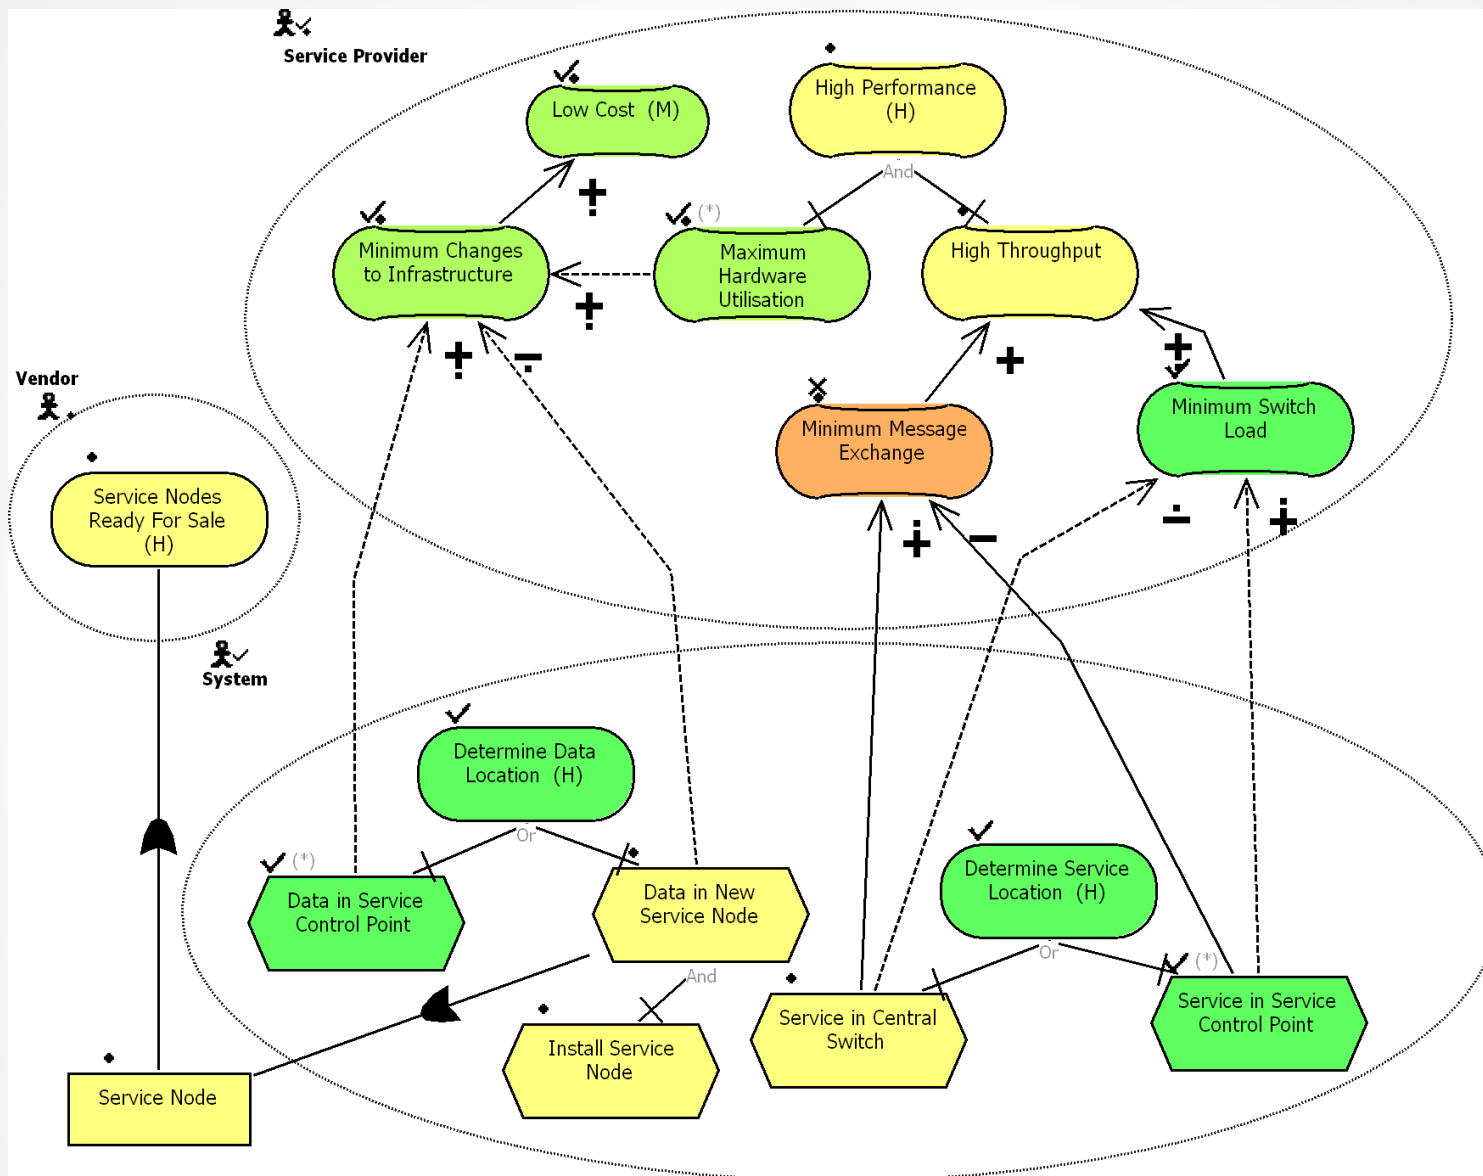 Service Provider
Low Cost  (M)
High Performance
(H)
And
Minimum Changes
to Infrastructure
(*)
Maximum
Hardware
Utilisation
High Throughput
Vendor
Minimum Message
Exchange
Minimum Switch
Load
Service Nodes
Ready For Sale
(H)
System
Determine Data
Location  (H)
Or
(*)
Data in Service
Control Point
Data in New
Service Node
Determine Service
Location  (H)
Or
And
(*)
Service in Central
Switch
Service in Service
Control Point
Install Service
Node
Service Node